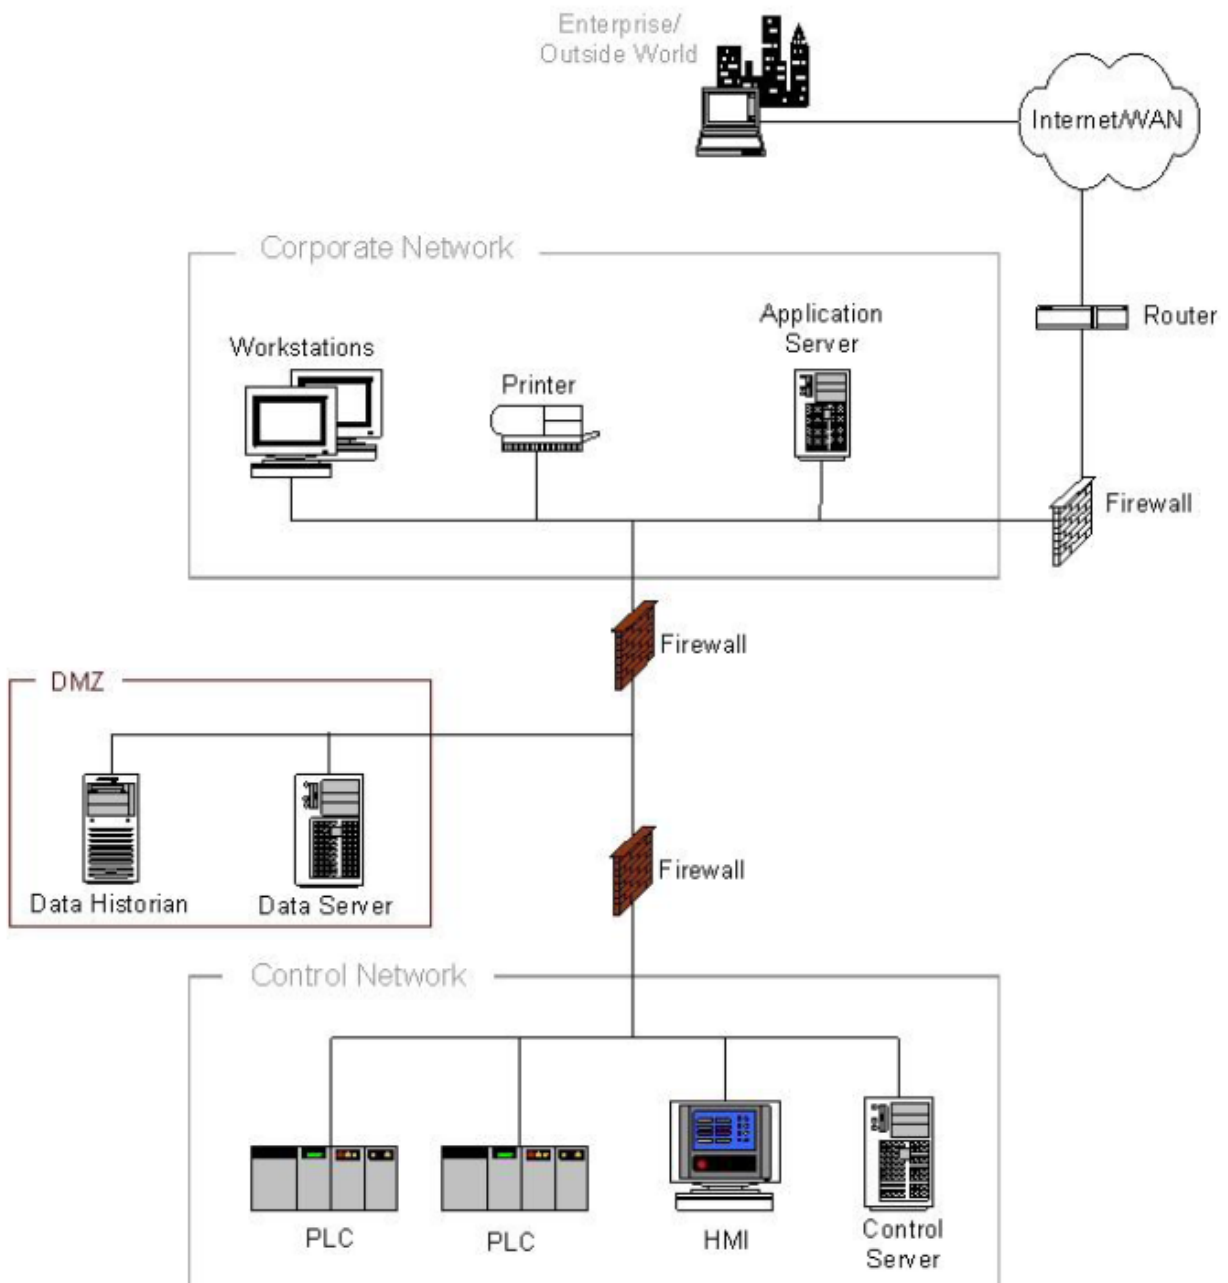 Enterprise/
Outside World
Internet/WAN
Corporate Network
Application
Server
Router
Workstations
Printer
Firewall
Firewall
DMZ
Firewall
Data Historian
Data Server
Control Network
PLC
PLC
HMI
Control
Server